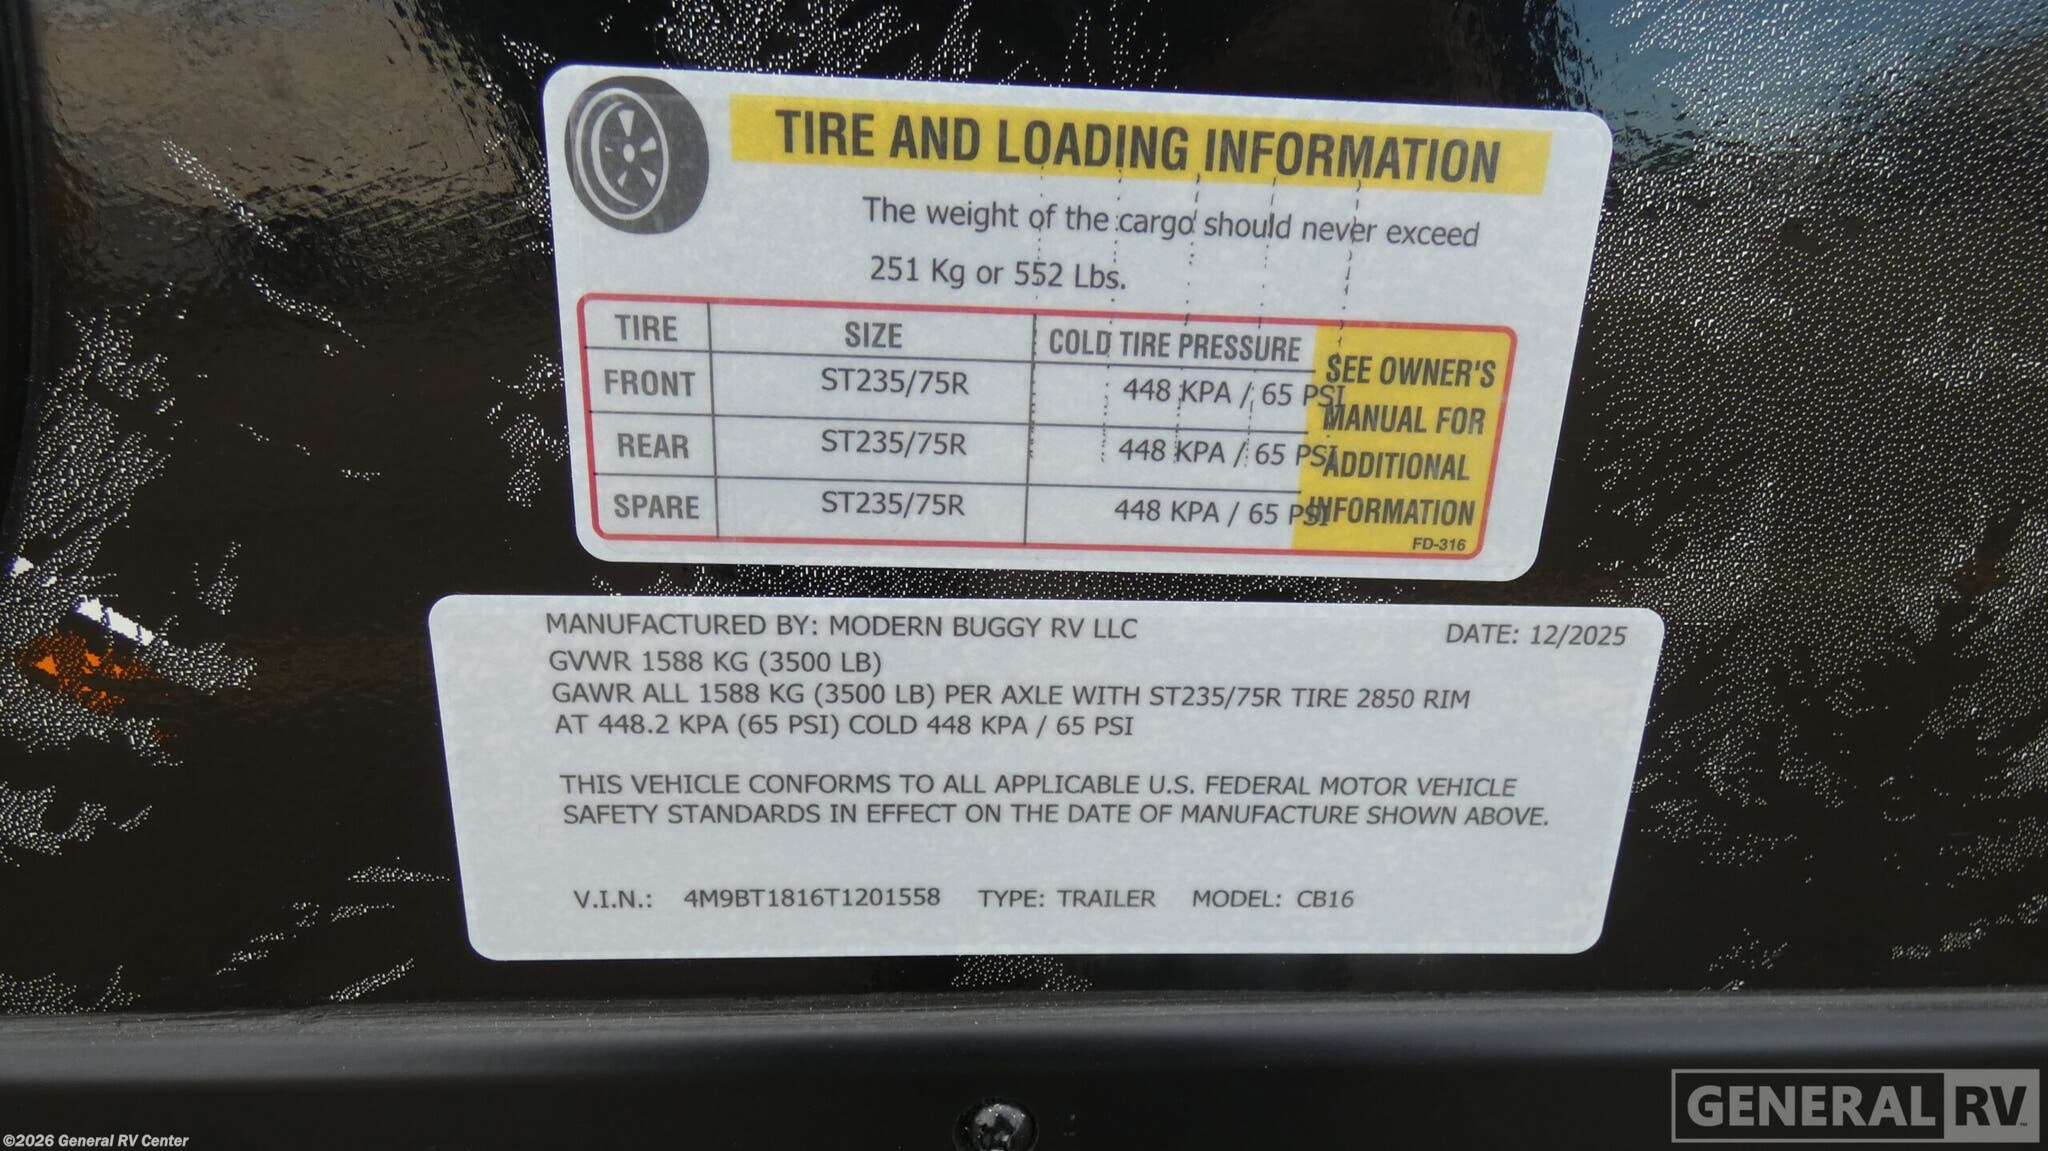 TIRE AND LOADING INFORMATION
The weight of the cargo should never exceed
251 Kg or 552 Lbs.
TIRE SIZE COLD TIRE PRESSURE
FRONT ST235/75R 448 KPA / 65 PSI
REAR ST235/75R 448 KPA / 65 PSI
SPARE ST235/75R 448 KPA / 65 PSI
SEE OWNER'S
MANUAL FOR
ADDITIONAL
INFORMATION
FD-316
MANUFACTURED BY: MODERN BUGGY RV LLC DATE: 12/2025
GVWR 1588 KG (3500 LB)
GAWR ALL 1588 KG (3500 LB) PER AXLE WITH ST235/75R TIRE 2850 RIM
AT 448.2 KPA (65 PSI) COLD 448 KPA / 65 PSI
THIS VEHICLE CONFORMS TO ALL APPLICABLE U.S. FEDERAL MOTOR VEHICLE
SAFETY STANDARDS IN EFFECT ON THE DATE OF MANUFACTURE SHOWN ABOVE.
V.I.N.: 4M9BT1816T1201558 TYPE: TRAILER MODEL: CB16
GENERAL RV
©2026 General RV Center